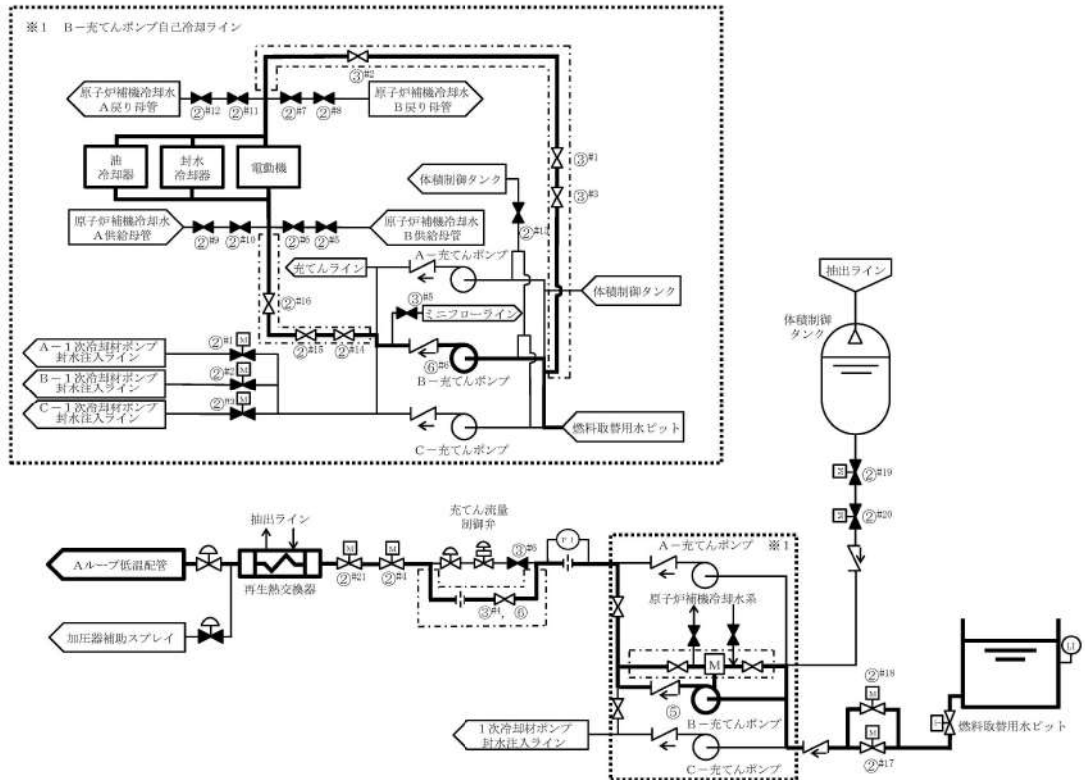 ※1 B-充てんポンプ自己冷却ライン
③#2
原子炉補機冷却水
A戻り母管
②#12
②#11
②#7
②#8
原子炉補機冷却水
B戻り母管
油
冷却器
封水
冷却器
電動機
③#1
③#3
体積制御タンク
②#13
原子炉補機冷却水
A供給母管
②#9
②#10
②#6
②#5
原子炉補機冷却水
B供給母管
充てんライン
A-充てんポンプ
体積制御タンク
②#16
③#5
ミニフローライン
②#15
②#14
⑥#6
B-充てんポンプ
A-1次冷却材ポンプ
封水注入ライン
②#1
M
B-1次冷却材ポンプ
封水注入ライン
②#2
M
C-1次冷却材ポンプ
封水注入ライン
②#3
M
C-充てんポンプ
燃料取替用水ピット
抽出ライン
体積制御
タンク
M
②#19
M
②#20
抽出ライン
充てん流量
制御弁
Aループ低温配管
再生熱交換器
M
②#21
M
②#4
③#6
FI
③#4、⑥
加圧器補助スプレイ
※1
A-充てんポンプ
原子炉補機冷却水系
M
⑤
B-充てんポンプ
1次冷却材ポンプ
封水注入ライン
C-充てんポンプ
②#18
M
M
②#17
LI
燃料取替用水ピット